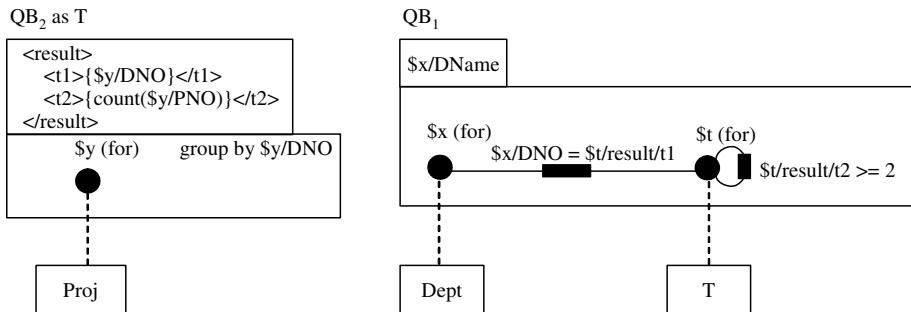 QB2 as T
<result>
<t1>{$y/DNO}</t1>
<t2>{count($y/PNO)}</t2>
</result>
$y (for) group by $y/DNO
Proj
QB1
$x/DName
$x (for)
$x/DNO = $t/result/t1
$t (for)
$t/result/t2 >= 2
Dept
T